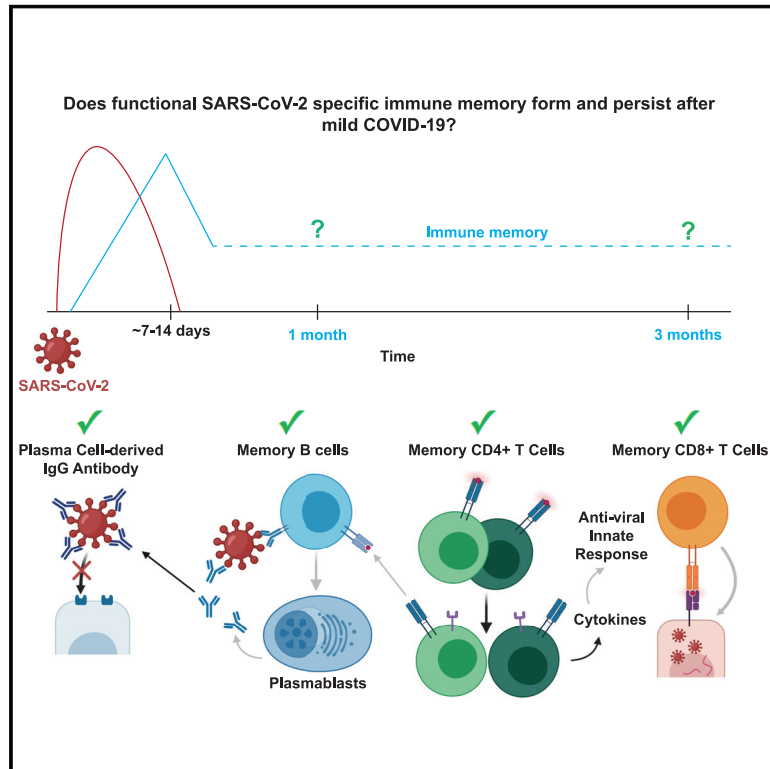 Does functional SARS-CoV-2 specific immune memory form and persist after
mild COVID-19?
?
?
Immune memory
~7-14 days
1 month
3 months
Time
SARS-CoV-2
Plasma Cell-derived
IgG Antibody
Memory B cells
Memory CD4+ T Cells
Memory CD8+ T Cells
Anti-viral
Innate
Response
Cytokines
Plasmablasts